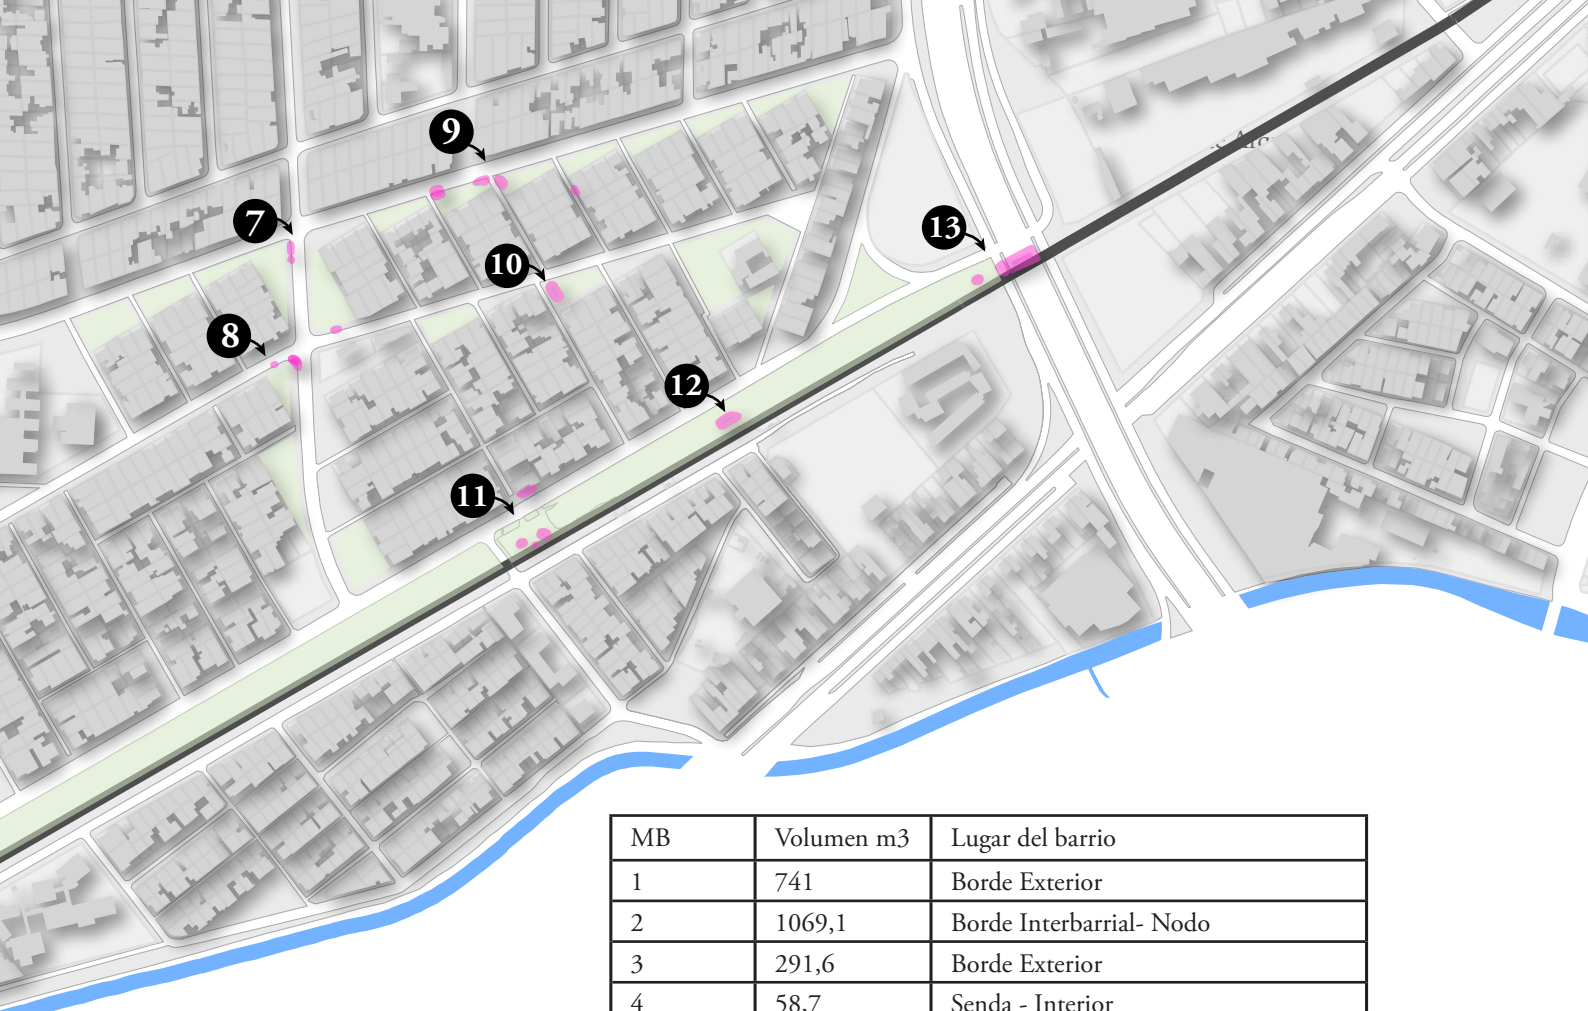 9
7
13
10
8
12
11
MB Volumen m3 Lugar del barrio
1 741 Borde Exterior
2 1069,1 Borde Interbarrial- Nodo
3 291,6 Borde Exterior
4 58,7 Senda - Interior